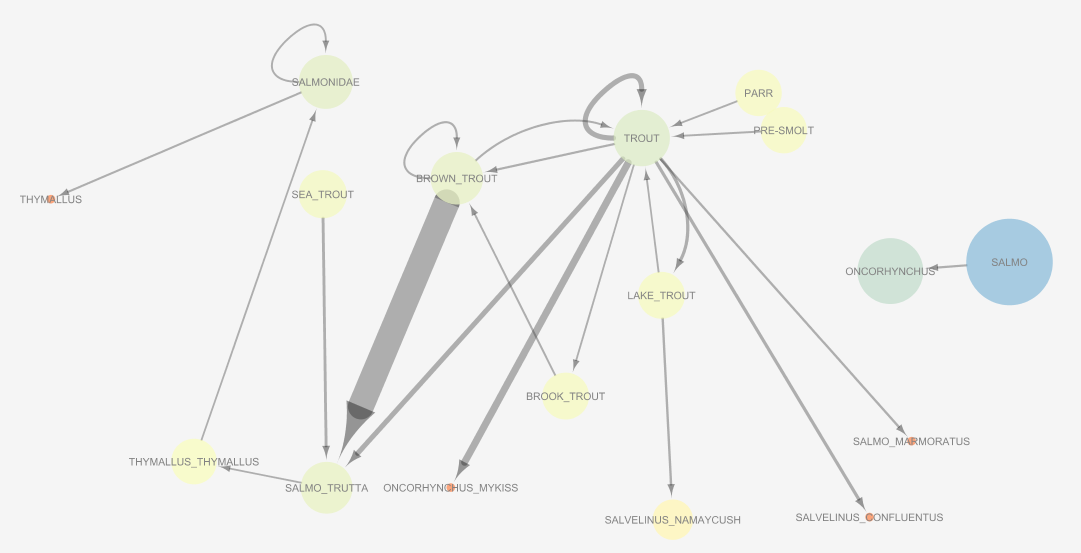 SALMONIDAE
PARR
PRE-SMOLT
TROUT
BROWN_TROUT
SEA_TROUT
THYMALLUS
SALMO
ONCORHYNCHUS
LAKE_TROUT
BROOK_TROUT
SALMO_MARMORATUS
THYMALLUS_THYMALLUS
SALMO_TRUTTA
ONCORHYNCHUS_MYKISS
SALVELINUS_NAMAYCUSH
SALVELINUS_CONFLUENTUS